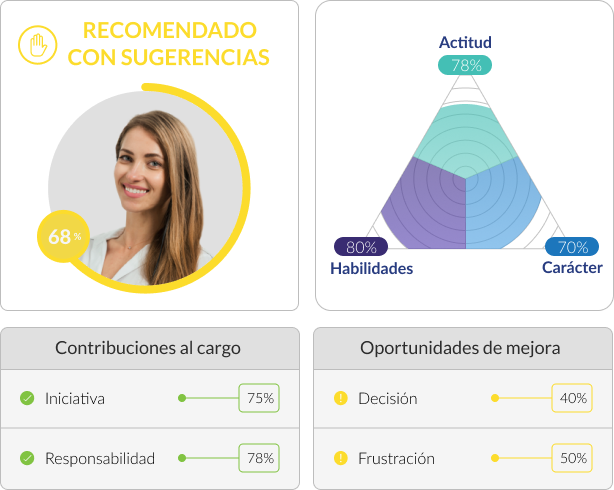 RECOMENDADO
CON SUGERENCIAS
68%
Actitud
78%
80%
Habilidades
70%
Carácter
Contribuciones al cargo
Iniciativa 75%
Responsabilidad 78%
Oportunidades de mejora
Decisión 40%
Frustración 50%